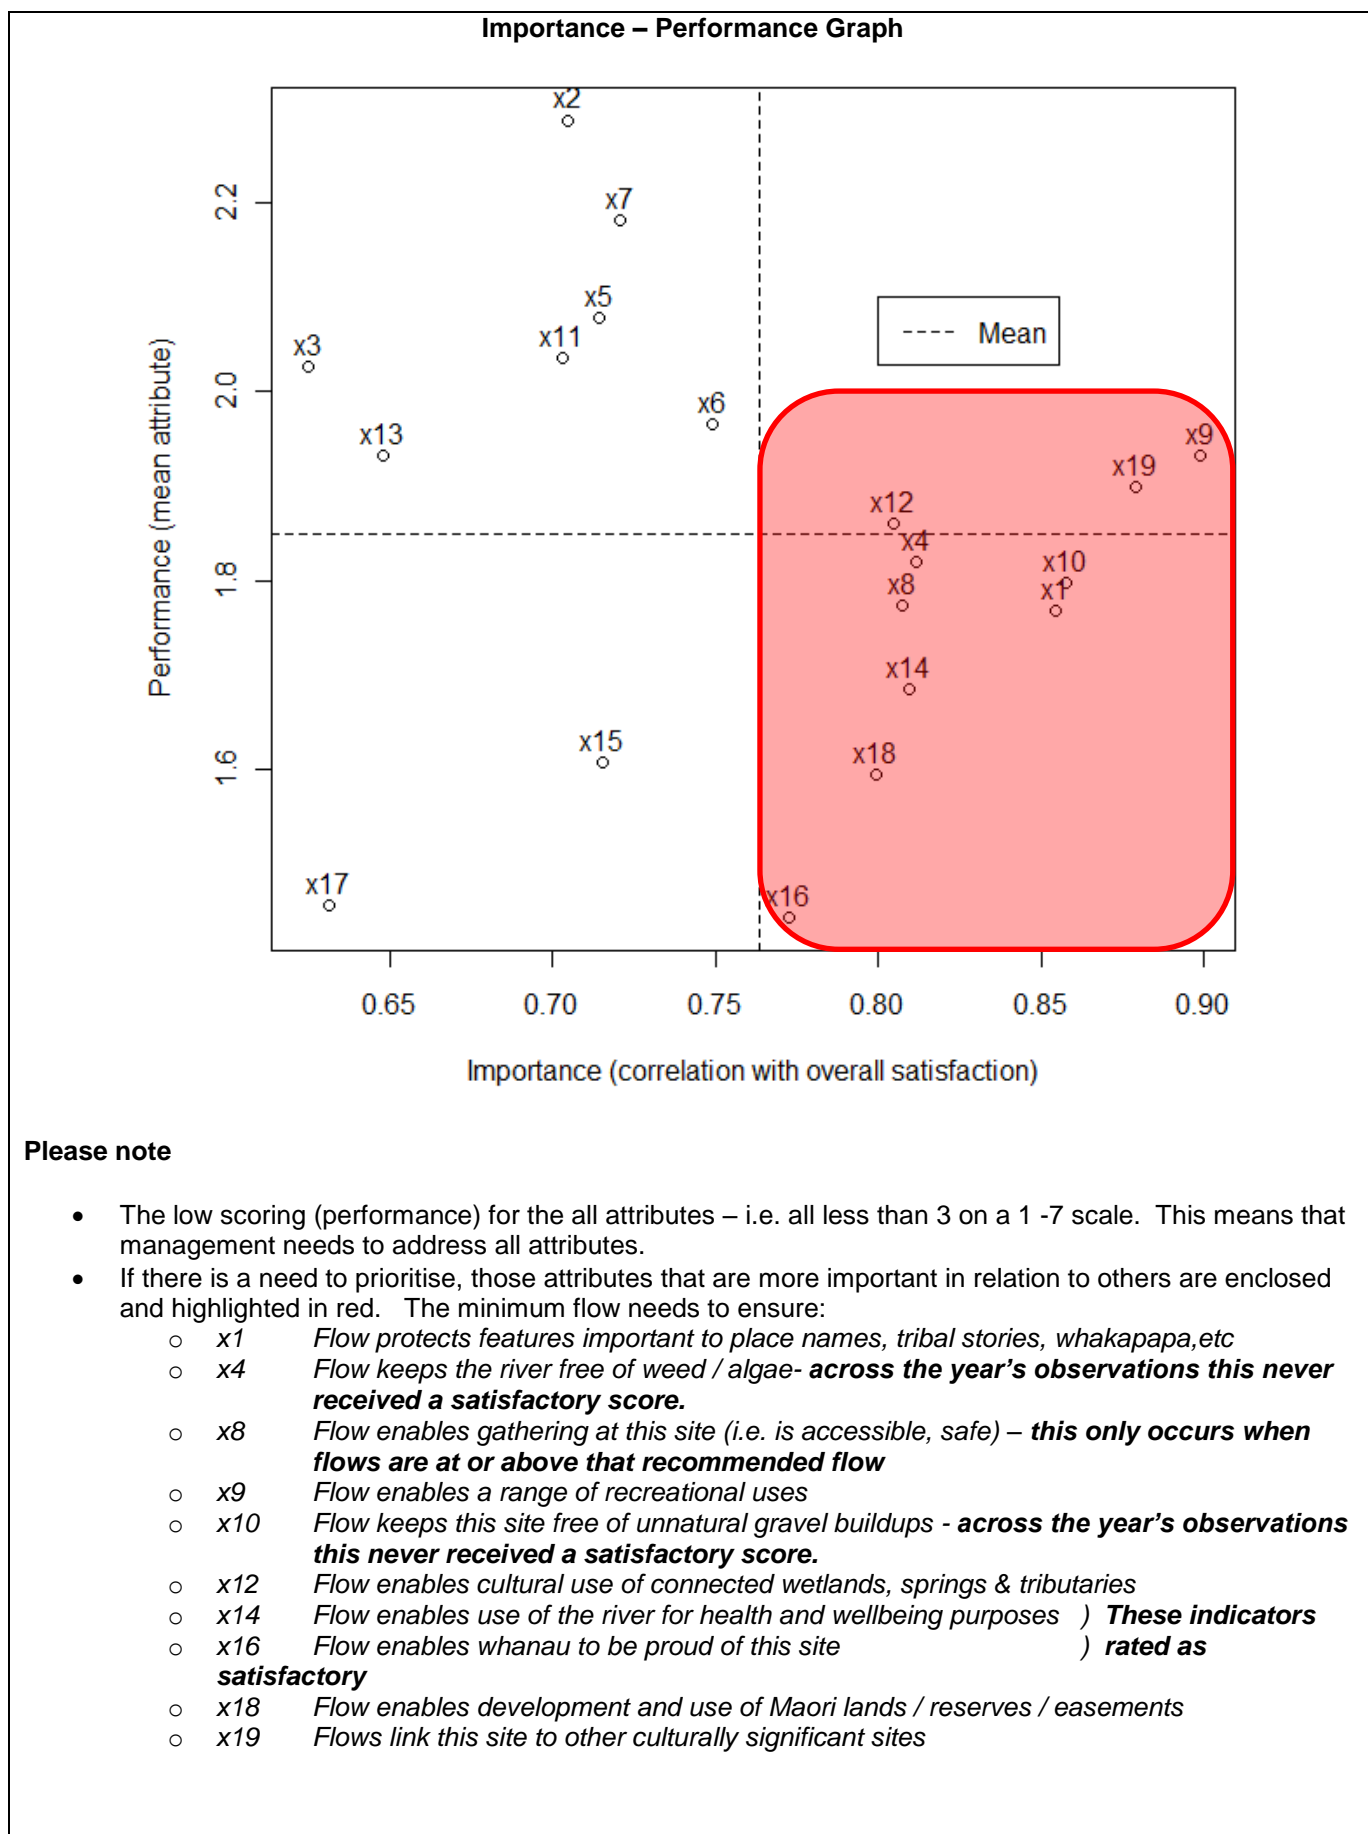 Importance – Performance Graph
x2
x7
x5
x11
x3
x6
x13
x9
x19
x12
x4
x10
x8
x1
x14
x15
x18
x17
x16
Mean
2.2
2.0
1.8
1.6
Performance (mean attribute)
0.65 0.70 0.75 0.80 0.85 0.90
Importance (correlation with overall satisfaction)
Please note
• The low scoring (performance) for the all attributes – i.e. all less than 3 on a 1 -7 scale. This means that
management needs to address all attributes.
• If there is a need to prioritise, those attributes that are more important in relation to others are enclosed
and highlighted in red. The minimum flow needs to ensure:
o x1 Flow protects features important to place names, tribal stories, whakapapa,etc
o x4 Flow keeps the river free of weed / algae- across the year's observations this never
received a satisfactory score.
o x8 Flow enables gathering at this site (i.e. is accessible, safe) – this only occurs when
flows are at or above that recommended flow
o x9 Flow enables a range of recreational uses
o x10 Flow keeps this site free of unnatural gravel buildups - across the year's observations
this never received a satisfactory score.
o x12 Flow enables cultural use of connected wetlands, springs & tributaries
o x14 Flow enables use of the river for health and wellbeing purposes ) These indicators
o x16 Flow enables whanau to be proud of this site ) rated as
satisfactory
o x18 Flow enables development and use of Maori lands / reserves / easements
o x19 Flows link this site to other culturally significant sites